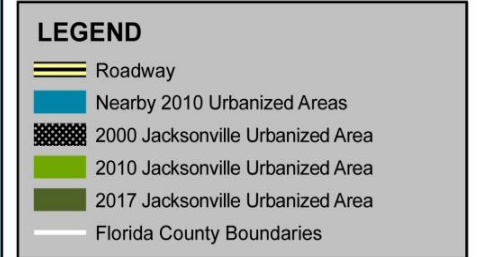 LEGEND
Roadway
Nearby 2010 Urbanized Areas
2000 Jacksonville Urbanized Area
2010 Jacksonville Urbanized Area
2017 Jacksonville Urbanized Area
Florida County Boundaries